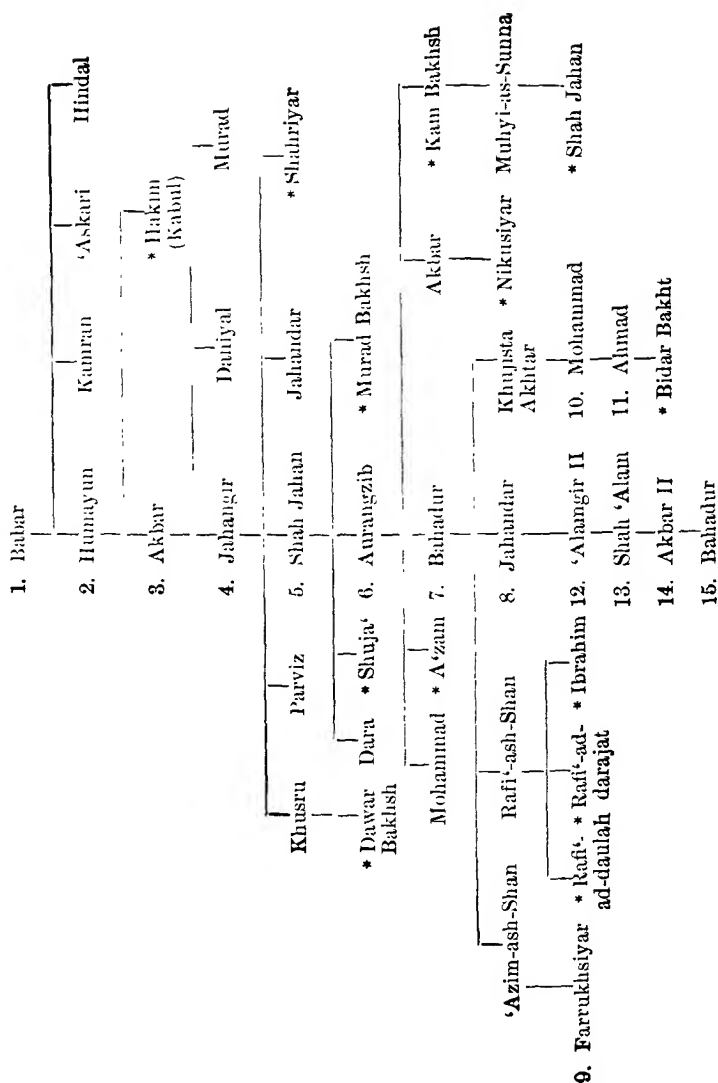 1. Babar
2. Humayun Kamran ‘Askari Hindal
3. Akbar * Hakim
(Kabul)
4. Jahangir Daniyal Murad
Khusru Parviz 5. Shah Jahan Jahandar * Shahriyar
* Dawar
Bakhsh
Dara * Shuja‘ 6. Aurangzib * Murad Bakhsh
Mohammad * A‘zam 7. Bahadur Akbar * Kam Bakhsh
‘Azim-ash-Shan Rafi‘-ash-Shan 8. Jahandar Khujista
Akhtar
* Nikusiyar Muhyi-as-Sunna
9. Farrukhsiyar * Rafi‘- * Rafi‘-ad- * Ibrahim 12. ‘Alamgir II 10. Mohammad * Shah Jahan
ad-daulah darajat
13. Shah ‘Alam 11. Ahmad
14. Akbar II * Bidar Bakht
15. Bahadur